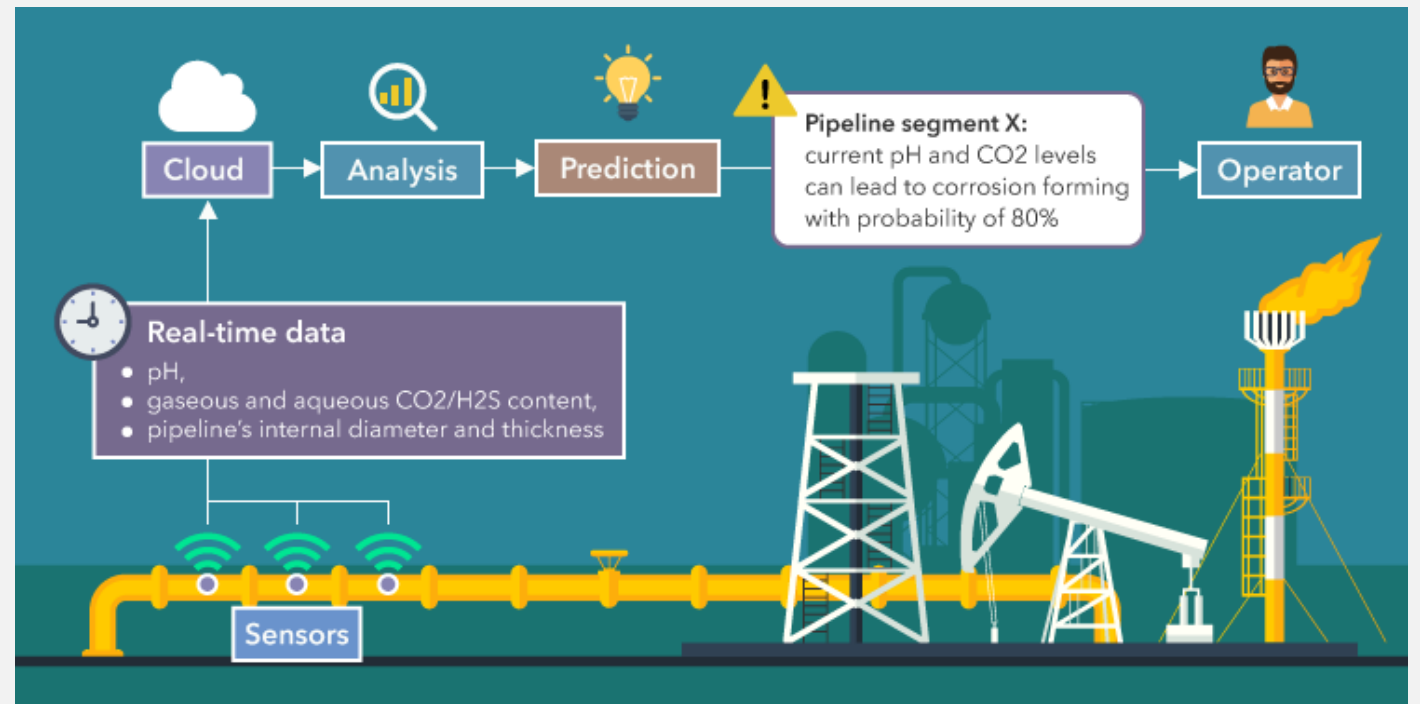 Cloud
Analysis
Prediction
Pipeline segment X:
current pH and CO2 levels
can lead to corrosion forming
with probability of 80%
Operator
Real-time data
● pH,
● gaseous and aqueous CO2/H2S content,
● pipeline's internal diameter and thickness
Sensors